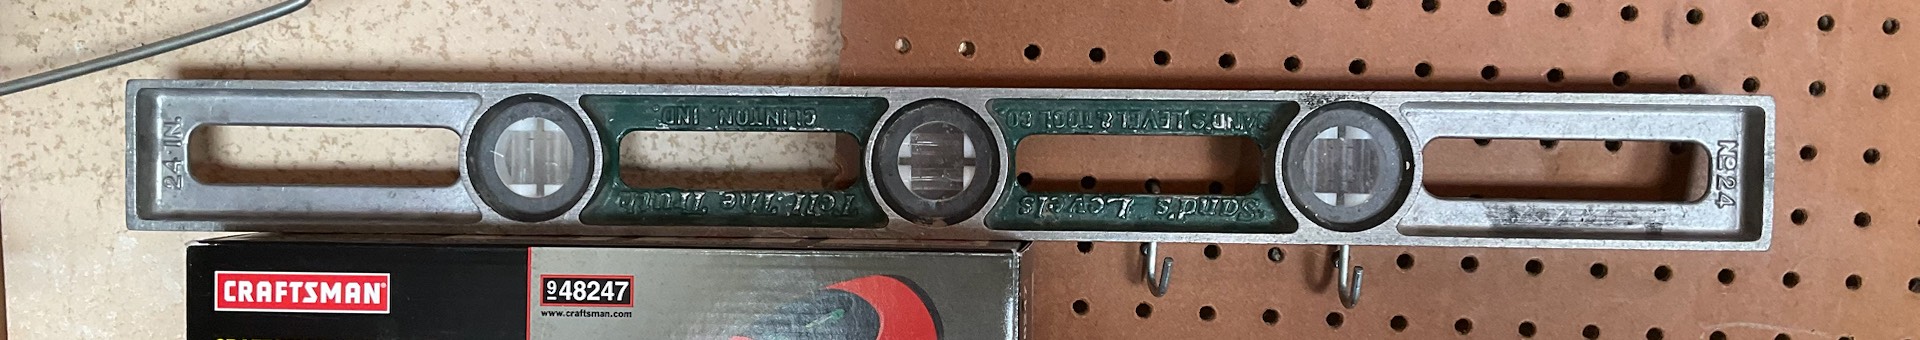 24 IN.
CLINTON, IND.
SAND'S LEVEL & TOOL CO.
Tell the Truth
Sand's Levels
No 24
CRAFTSMAN®
9 48247
www.craftsman.com